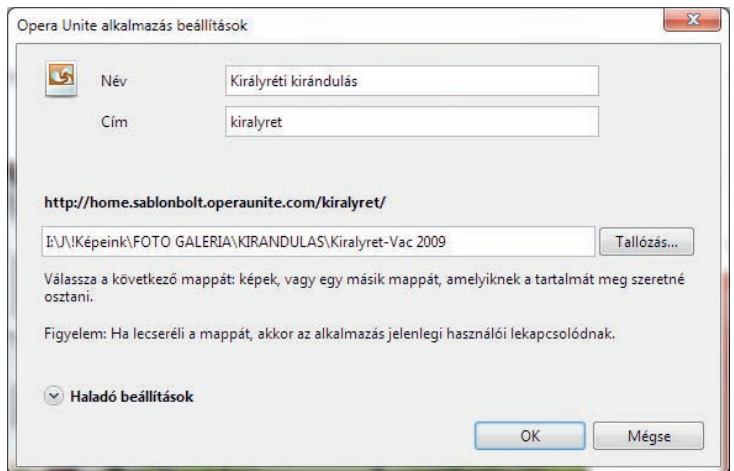 Opera Unite alkalmazás beállítások
Név
Királyréti kirándulás
Cím
kiralyret
http://home.sablonbolt.operaunite.com/kiralyret/
I:\J\!Képeink\FOTO GALERIA\KIRANDULAS\Kiralyret-Vac 2009
Tallózás...
Válassza a következő mappát: képek, vagy egy másik mappát, amelyiknek a tartalmát meg szeretné
osztani.
Figyelem: Ha lecseréli a mappát, akkor az alkalmazás jelenlegi használói lekapcsolódnak.
Haladó beállítások
OK
Mégse